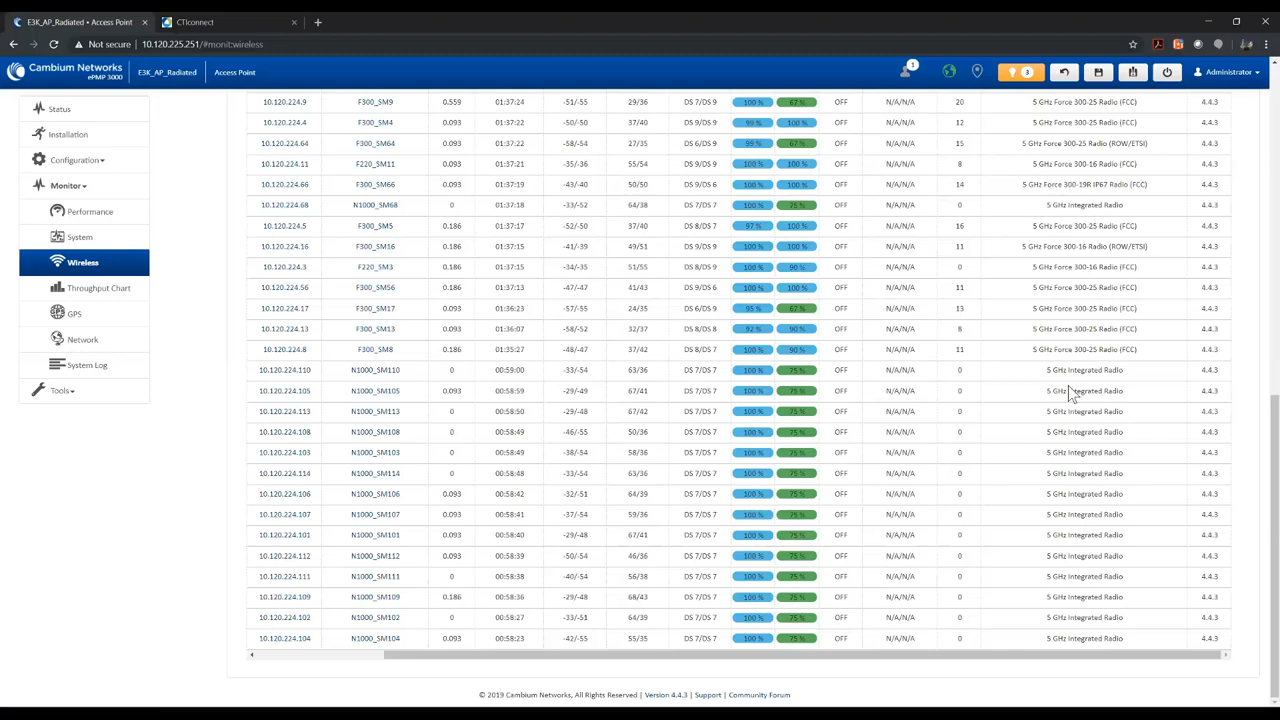 E3K_AP_Radiated • Access Point
CTIconnect
Not secure | 10.120.225.251/#monit:wireless
Cambium Networks
ePMP 3000
E3K_AP_Radiated
Access Point
1
3
Administrator
Status
Installation
Configuration
Monitor
Performance
System
Wireless
Throughput Chart
GPS
Network
System Log
Tools
10.120.224.9 F300_SM9 0.559 01:37:24 -51/-55 29/36 DS 7/DS 9 100 % 67 % OFF N/A/N/A 20 5 GHz Force 300-25 Radio (FCC) 4.4.3
10.120.224.4 F300_SM4 0.093 01:37:22 -50/-50 37/40 DS 9/DS 9 99 % 100 % OFF N/A/N/A 12 5 GHz Force 300-25 Radio (FCC) 4.4.3
10.120.224.64 F300_SM64 0.093 01:37:22 -58/-54 27/35 DS 6/DS 9 99 % 67 % OFF N/A/N/A 15 5 GHz Force 300-25 Radio (ROW/ETSI) 4.4.3
10.120.224.11 F220_SM11 0.093 01:37:21 -35/-36 55/54 DS 9/DS 9 100 % 100 % OFF N/A/N/A 8 5 GHz Force 300-16 Radio (FCC) 4.4.3
10.120.224.66 F300_SM66 0.093 01:37:19 -43/-40 50/50 DS 9/DS 6 100 % 100 % OFF N/A/N/A 14 5 GHz Force 300-19R IP67 Radio (FCC) 4.4.3
10.120.224.68 N1000_SM68 0 01:37:18 -33/-52 64/38 DS 7/DS 7 100 % 75 % OFF N/A/N/A 0 5 GHz Integrated Radio 4.4.3
10.120.224.5 F300_SM5 0.186 01:37:17 -52/-50 37/40 DS 8/DS 7 97 % 100 % OFF N/A/N/A 16 5 GHz Force 300-25 Radio (FCC) 4.4.3
10.120.224.16 F300_SM16 0.186 01:37:15 -41/-39 49/51 DS 9/DS 9 100 % 100 % OFF N/A/N/A 11 5 GHz Force 300-16 Radio (ROW/ETSI) 4.4.3
10.120.224.3 F220_SM3 0.186 01:37:15 -34/-35 51/55 DS 8/DS 9 100 % 90 % OFF N/A/N/A 0 5 GHz Force 300-16 Radio (FCC) 4.4.3
10.120.224.56 F300_SM56 0.186 01:37:13 -47/-47 41/43 DS 9/DS 9 100 % 100 % OFF N/A/N/A 11 5 GHz Force 300-25 Radio (FCC) 4.4.3
10.120.224.17 F300_SM17 0.093 01:36:23 -57/-55 24/35 DS 6/DS 9 95 % 67 % OFF N/A/N/A 13 5 GHz Force 300-25 Radio (FCC) 4.4.3
10.120.224.13 F300_SM13 0.093 01:36:07 -58/-52 32/37 DS 8/DS 8 92 % 90 % OFF N/A/N/A 8 5 GHz Force 300-25 Radio (FCC) 4.4.3
10.120.224.8 F300_SM8 0.186 01:35:27 -48/-47 37/42 DS 8/DS 7 100 % 90 % OFF N/A/N/A 11 5 GHz Force 300-25 Radio (FCC) 4.4.3
10.120.224.110 N1000_SM110 0 00:59:00 -33/-54 63/36 DS 7/DS 7 100 % 75 % OFF N/A/N/A 0 5 GHz Integrated Radio 4.4.3
10.120.224.105 N1000_SM105 0.093 00:58:59 -29/-49 67/41 DS 7/DS 7 100 % 75 % OFF N/A/N/A 0 5 GHz Integrated Radio 4.4.3
10.120.224.113 N1000_SM113 0 00:58:50 -29/-48 67/42 DS 7/DS 7 100 % 75 % OFF N/A/N/A 0 5 GHz Integrated Radio 4.4.3
10.120.224.108 N1000_SM108 0 00:58:49 -46/-55 50/36 DS 7/DS 7 100 % 75 % OFF N/A/N/A 0 5 GHz Integrated Radio 4.4.3
10.120.224.103 N1000_SM103 0 00:58:49 -38/-54 58/36 DS 7/DS 7 100 % 75 % OFF N/A/N/A 0 5 GHz Integrated Radio 4.4.3
10.120.224.114 N1000_SM114 0 00:58:48 -33/-54 63/36 DS 7/DS 7 100 % 75 % OFF N/A/N/A 0 5 GHz Integrated Radio 4.4.3
10.120.224.106 N1000_SM106 0.093 00:58:42 -32/-51 64/39 DS 7/DS 7 100 % 75 % OFF N/A/N/A 0 5 GHz Integrated Radio 4.4.3
10.120.224.107 N1000_SM107 0.093 00:58:41 -37/-54 59/36 DS 7/DS 7 100 % 75 % OFF N/A/N/A 0 5 GHz Integrated Radio 4.4.3
10.120.224.101 N1000_SM101 0.093 00:58:40 -29/-48 67/41 DS 7/DS 7 100 % 75 % OFF N/A/N/A 0 5 GHz Integrated Radio 4.4.3
10.120.224.112 N1000_SM112 0.093 00:58:39 -50/-54 46/36 DS 7/DS 7 100 % 75 % OFF N/A/N/A 0 5 GHz Integrated Radio 4.4.3
10.120.224.111 N1000_SM111 0 00:58:38 -40/-54 56/38 DS 7/DS 7 100 % 75 % OFF N/A/N/A 0 5 GHz Integrated Radio 4.4.3
10.120.224.109 N1000_SM109 0.186 00:58:36 -29/-48 68/43 DS 7/DS 7 100 % 75 % OFF N/A/N/A 0 5 GHz Integrated Radio 4.4.3
10.120.224.102 N1000_SM102 0 00:58:27 -33/-51 64/39 DS 7/DS 7 100 % 75 % OFF N/A/N/A 0 5 GHz Integrated Radio 4.4.3
10.120.224.104 N1000_SM104 0.093 00:58:23 -42/-55 55/35 DS 7/DS 7 100 % 75 % OFF N/A/N/A 0 5 GHz Integrated Radio 4.4.3
© 2019 Cambium Networks, All Rights Reserved | Version 4.4.3 | Support | Community Forum